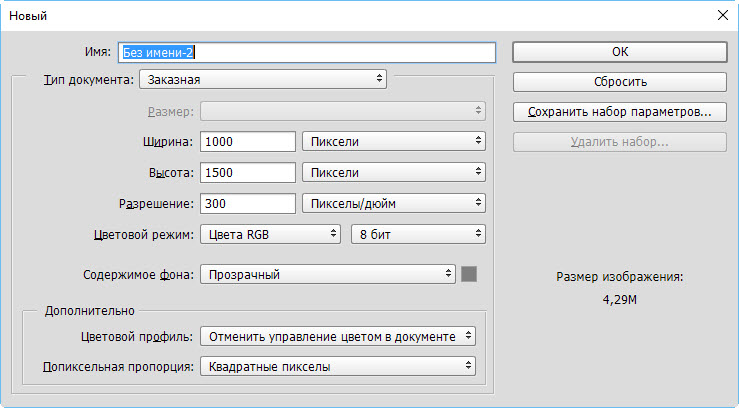 Новый
Имя: Без имени-2
Тип документа: Заказная
Размер:
Ширина: 1000 Пиксели
Высота: 1500 Пиксели
Разрешение: 300 Пикселы/дюйм
Цветовой режим: Цвета RGB 8 бит
Содержимое фона: Прозрачный
Дополнительно
Цветовой профиль: Отменить управление цветом в документе
Попиксельная пропорция: Квадратные пикселы
OK
Сбросить
Сохранить набор параметров...
Удалить набор...
Размер изображения:
4,29M